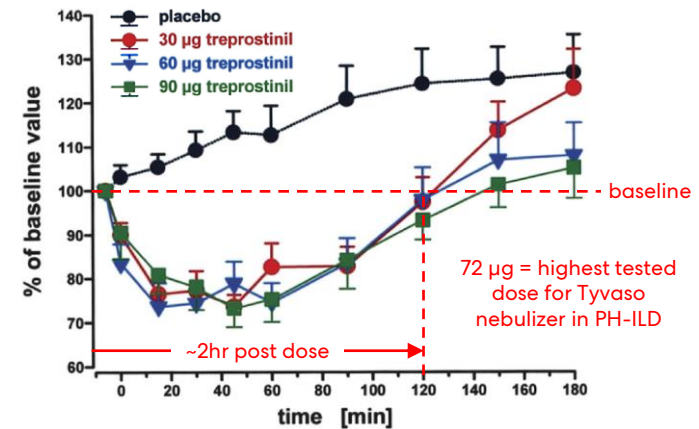 placebo
30 µg treprostinil
60 µg treprostinil
90 µg treprostinil
% of baseline value
140
130
120
110
100
90
80
70
60
baseline
72 µg = highest tested
dose for Tyvaso
nebulizer in PH-ILD
~2hr post dose
0 20 40 60 80 100 120 140 160 180
time [min]